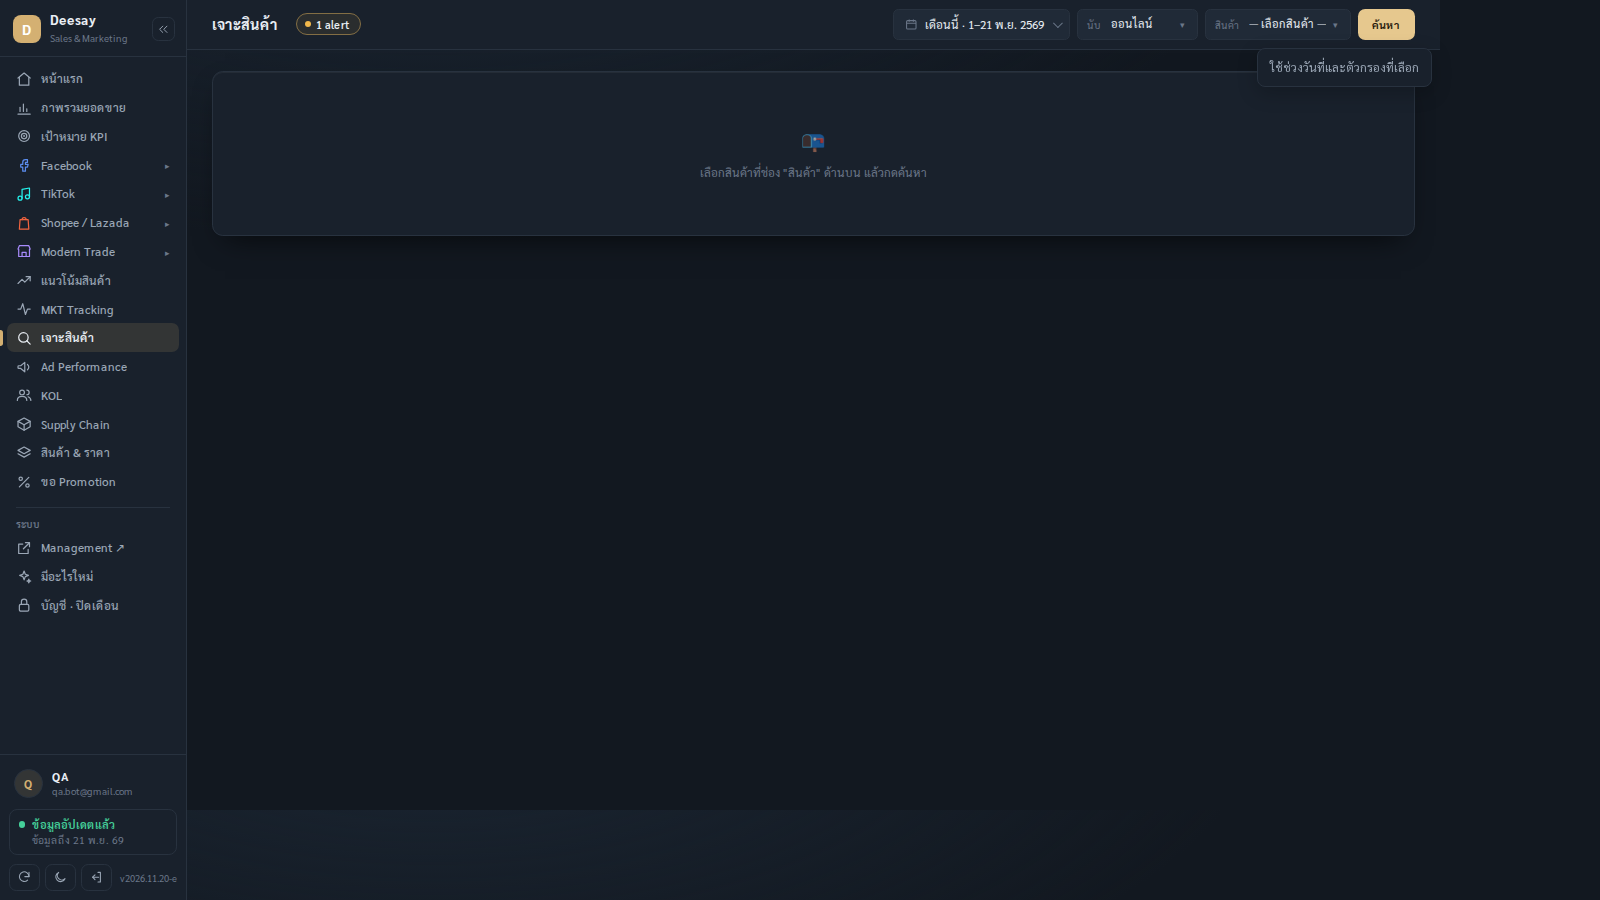 D
Deesay
Sales & Marketing
หน้าแรก
ภาพรวมยอดขาย
เป้าหมาย KPI
Facebook
TikTok
Shopee / Lazada
Modern Trade
แนวโน้มสินค้า
MKT Tracking
เจาะสินค้า
Ad Performance
KOL
Supply Chain
สินค้า & ราคา
ขอ Promotion
ระบบ
Management ↗
มีอะไรใหม่
บัญชี · ปิดเดือน
Q
QA
qa.bot@gmail.com
ข้อมูลอัปเดตแล้ว
ข้อมูลถึง 21 พ.ย. 69
v2026.11.20-e
เจาะสินค้า
1 alert
เดือนนี้ · 1–21 พ.ย. 2569
นับ ออนไลน์
สินค้า — เลือกสินค้า —
ค้นหา
ใช้ช่วงวันที่และตัวกรองที่เลือก
เลือกสินค้าที่ช่อง "สินค้า" ด้านบน แล้วกดค้นหา